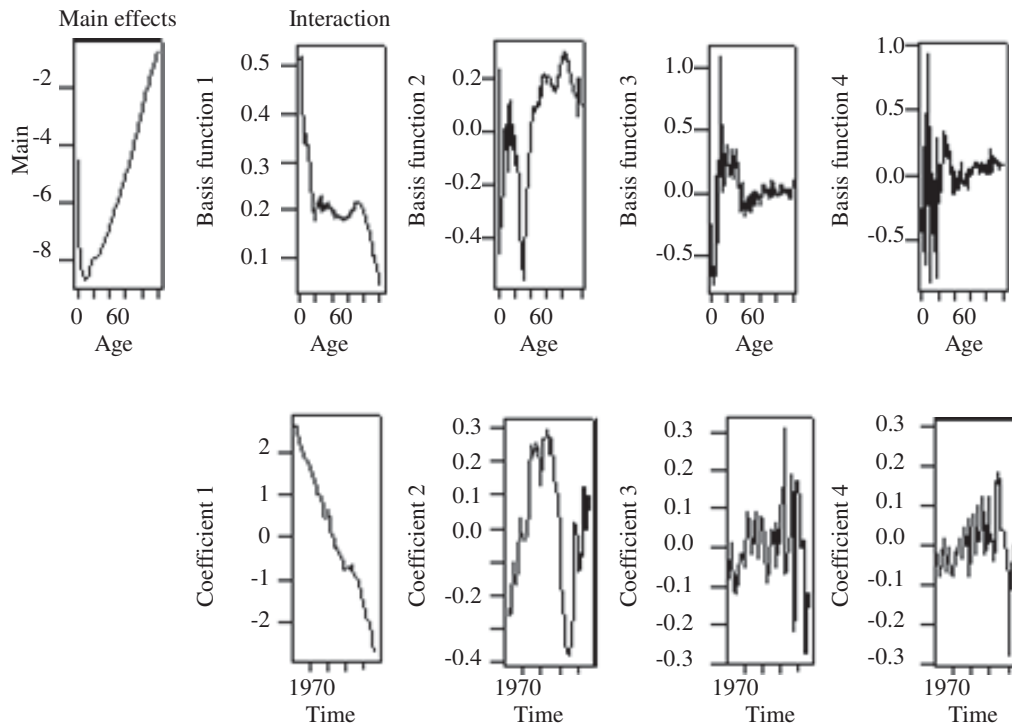 Main effects
Interaction
Main
-2
-4
-6
-8
0 60
Age
Basis function 1
0.5
0.4
0.3
0.2
0.1
0 60
Age
Basis function 2
0.2
0.0
-0.2
-0.4
0 60
Age
Basis function 3
1.0
0.5
0.0
-0.5
0 60
Age
Basis function 4
1.0
0.5
0.0
-0.5
0 60
Age
Coefficient 1
2
1
0
-1
-2
1970
Time
Coefficient 2
0.3
0.2
0.1
0.0
-0.1
-0.2
-0.4
1970
Time
Coefficient 3
0.3
0.2
0.1
0.0
-0.1
-0.2
-0.3
1970
Time
Coefficient 4
0.3
0.2
0.1
0.0
-0.1
-0.2
-0.3
1970
Time